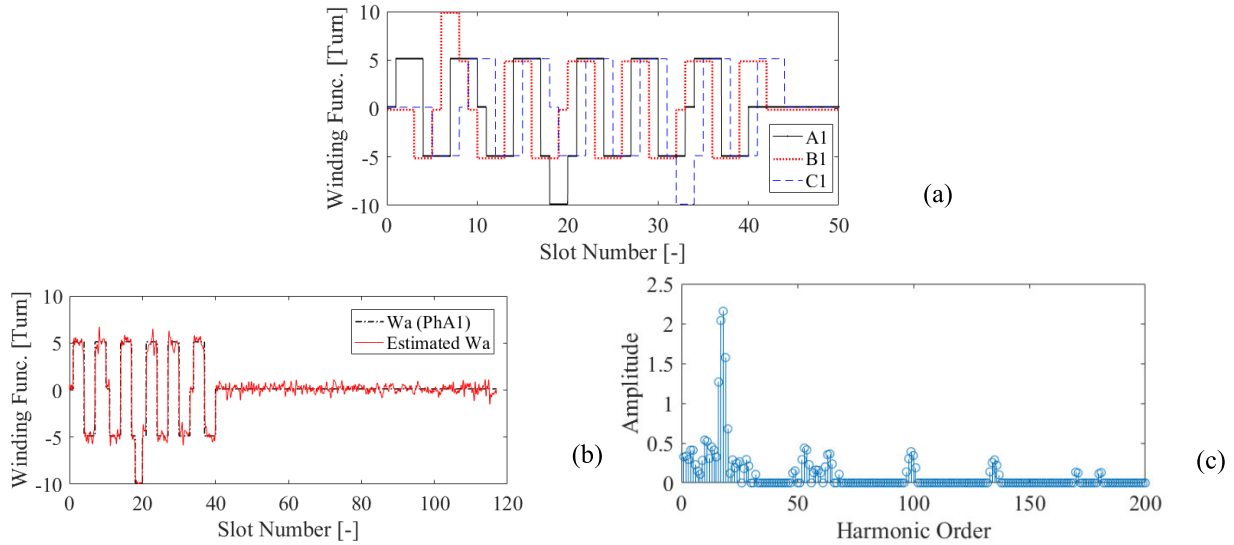 10
5
0
-5
-10
Winding Func. [Turn]
A1
B1
C1
0 10 20 30 40 50
Slot Number [-]
(a)
10
5
0
-5
-10
Winding Func. [Turn]
Wa (PhA1)
Estimated Wa
0 20 40 60 80 100 120
Slot Number [-]
(b)
2.5
2
1.5
1
0.5
0
Amplitude
0 50 100 150 200
Harmonic Order
(c)